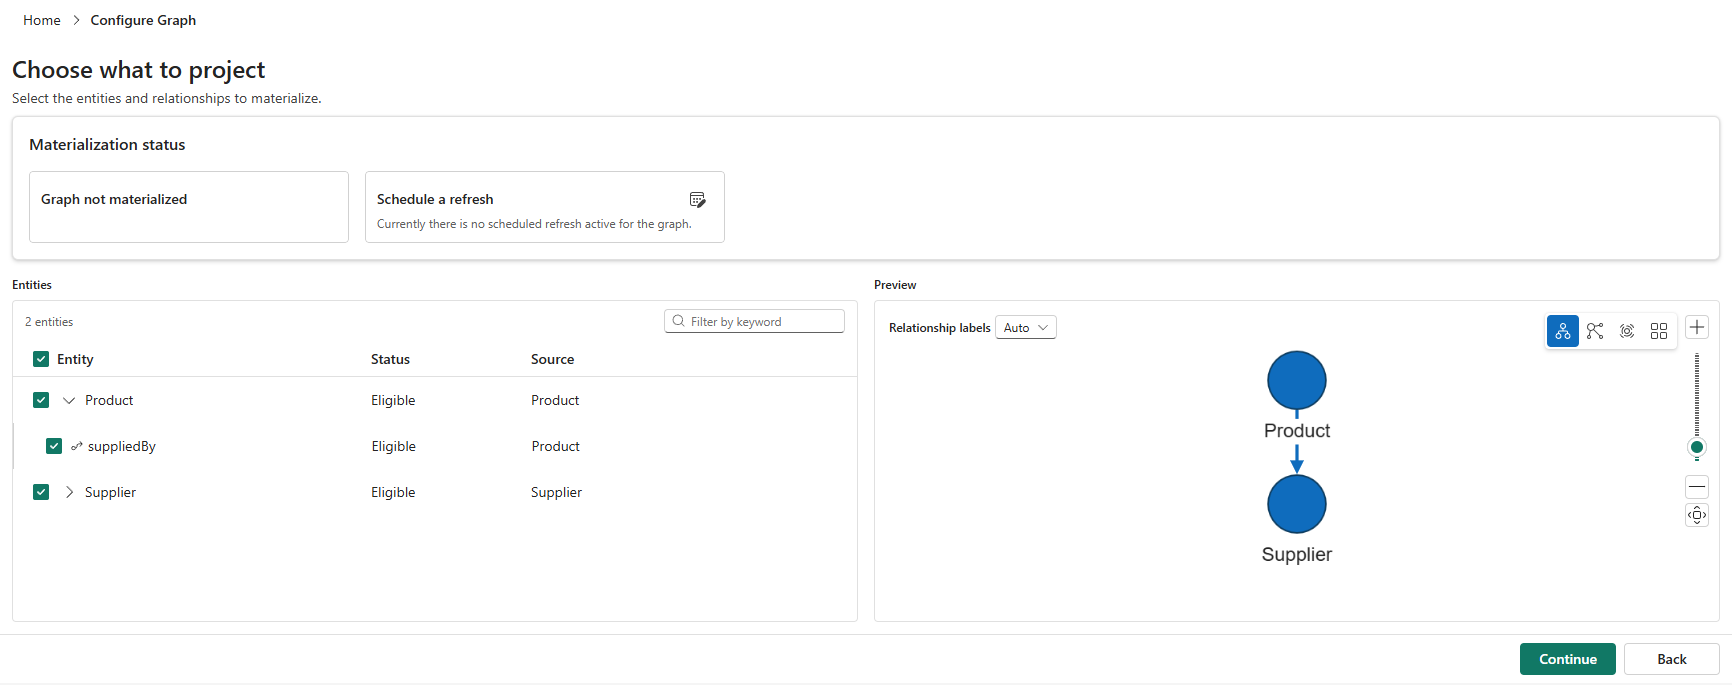 Home > Configure Graph
Choose what to project
Select the entities and relationships to materialize.
Materialization status
Graph not materialized
Schedule a refresh
Currently there is no scheduled refresh active for the graph.
Entities
2 entities
Filter by keyword
Entity Status Source
Product Eligible Product
suppliedBy Eligible Product
Supplier Eligible Supplier
Preview
Relationship labels Auto
Product
Supplier
Continue Back